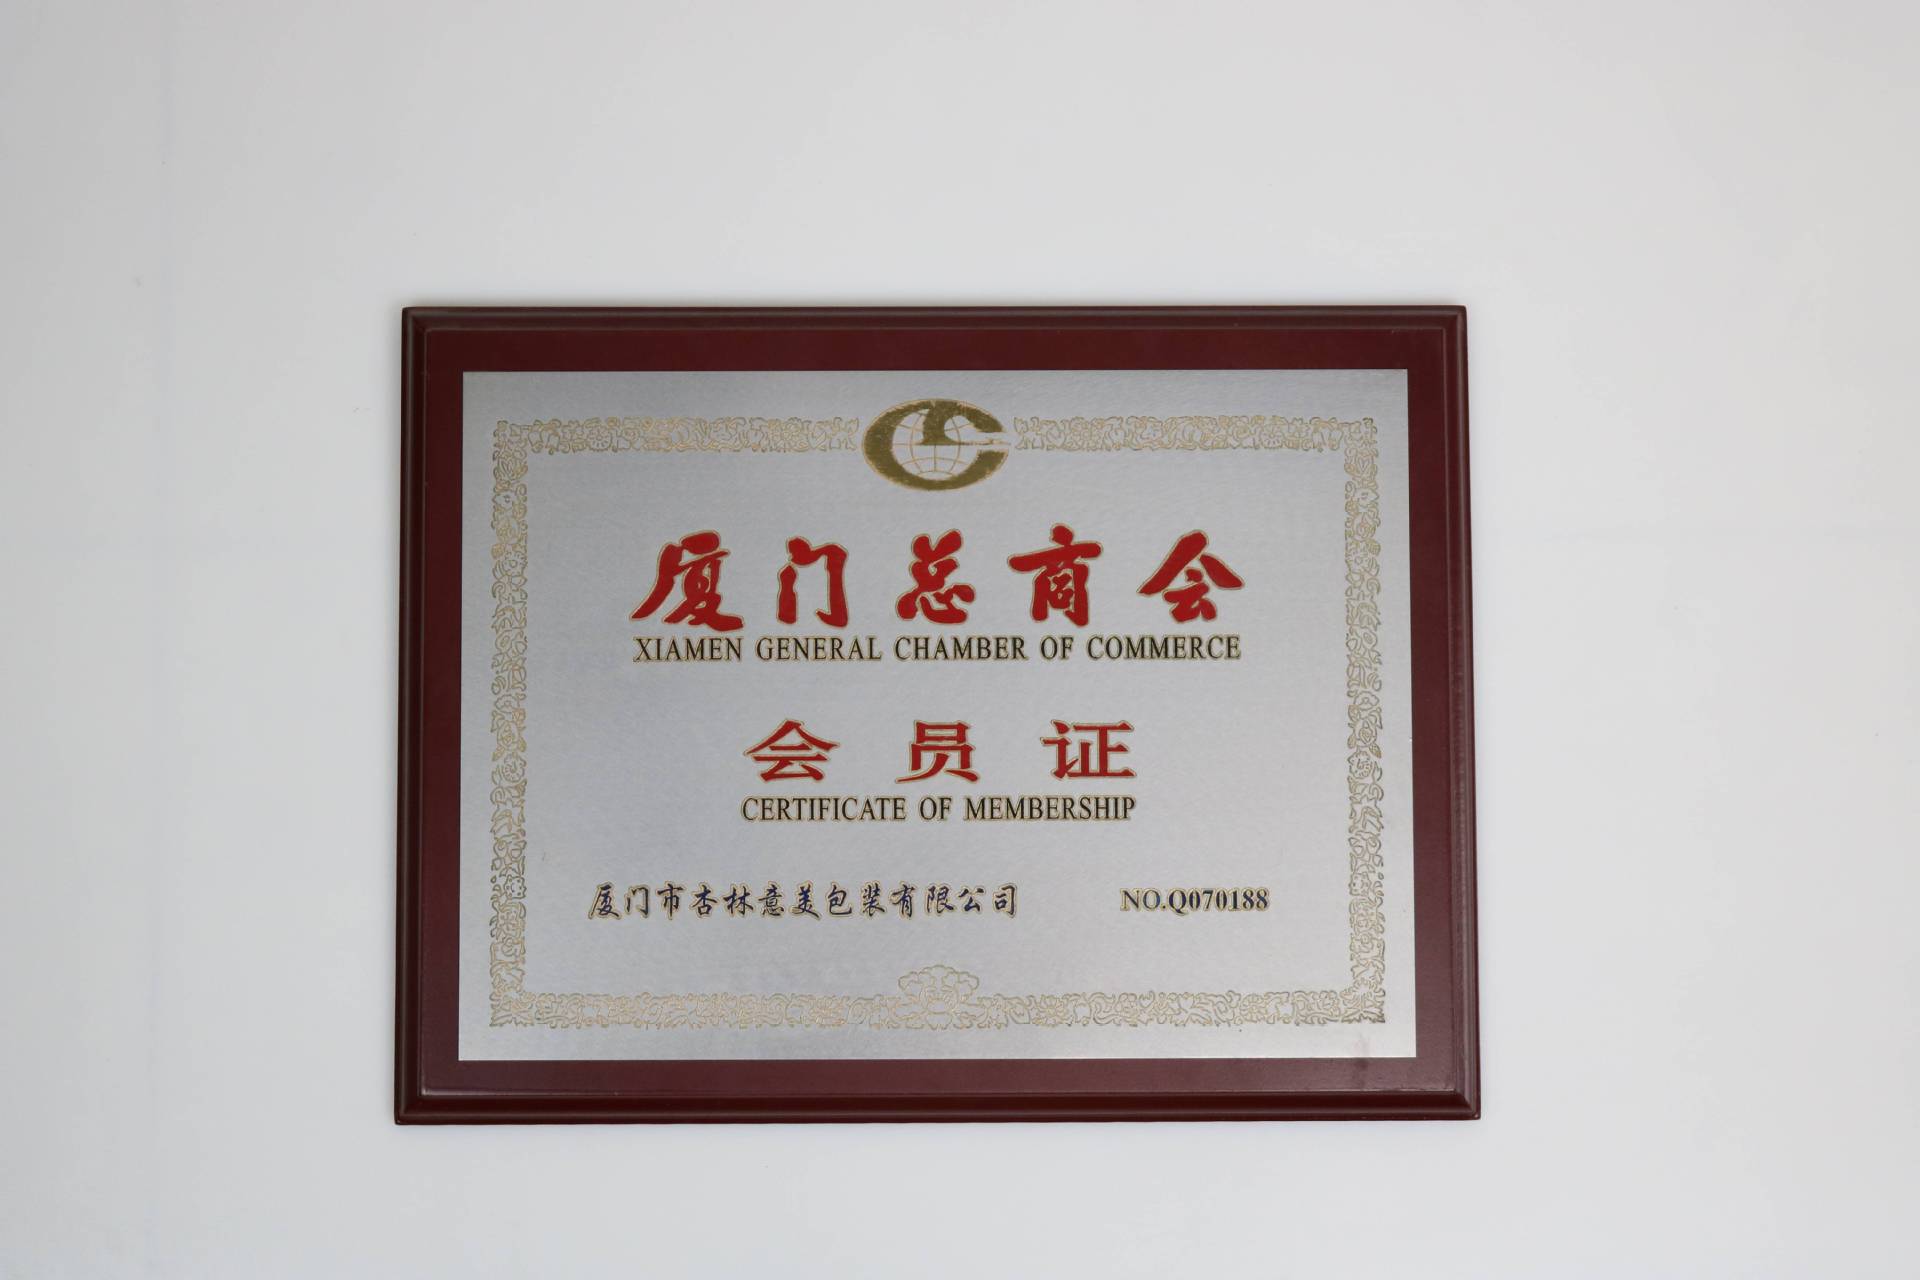 厦门总商会
XIAMEN GENERAL CHAMBER OF COMMERCE
会员证
CERTIFICATE OF MEMBERSHIP
厦门市杏林意美包装有限公司 NO.Q070188